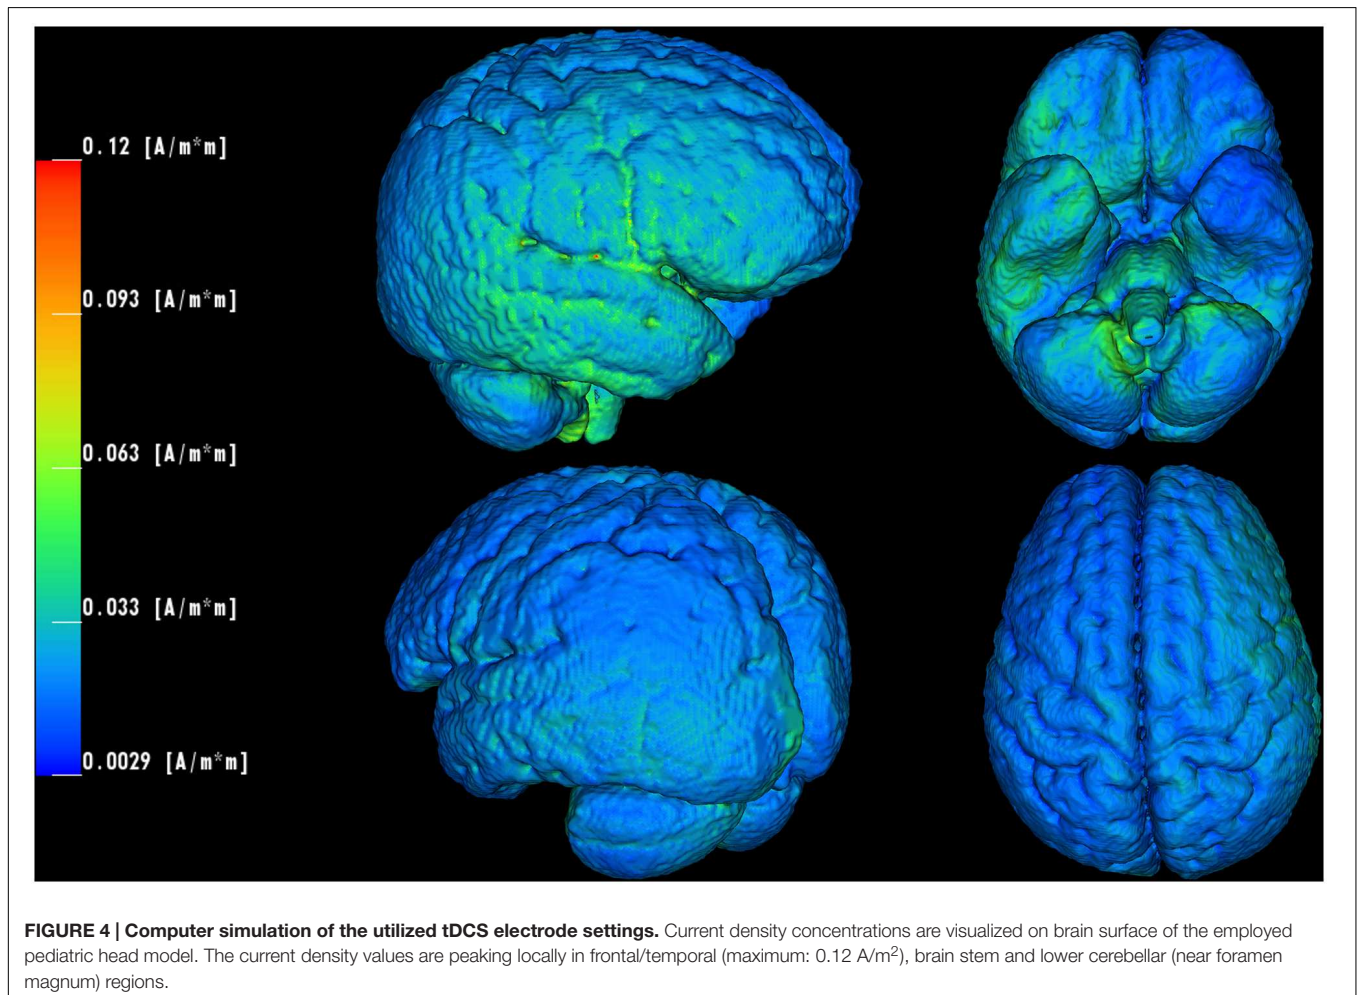 0.12 [A/m*m]
0.093 [A/m*m]
0.063 [A/m*m]
0.033 [A/m*m]
0.0029 [A/m*m]
FIGURE 4 | Computer simulation of the utilized tDCS electrode settings. Current density concentrations are visualized on brain surface of the employed
pediatric head model. The current density values are peaking locally in frontal/temporal (maximum: 0.12 A/m²), brain stem and lower cerebellar (near foramen
magnum) regions.